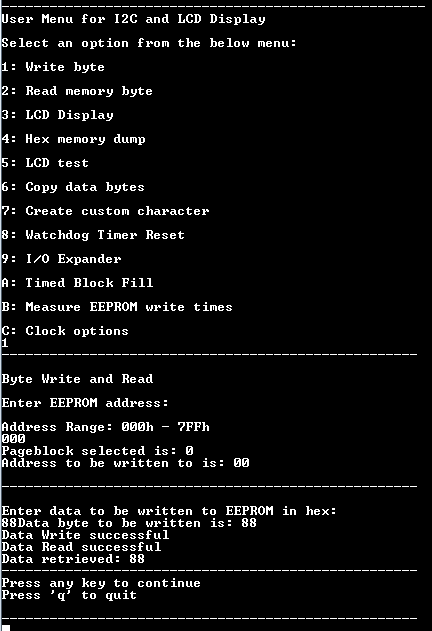 User Menu for I2C and LCD Display
Select an option from the below menu:
1: Write byte
2: Read memory byte
3: LCD Display
4: Hex memory dump
5: LCD test
6: Copy data bytes
7: Create custom character
8: Watchdog Timer Reset
9: I/O Expander
A: Timed Block Fill
B: Measure EEPROM write times
C: Clock options
1
Byte Write and Read
Enter EEPROM address:
Address Range: 000h - 7FFh
000
Pageblock selected is: 0
Address to be written to is: 00
Enter data to be written to EEPROM in hex:
88Data byte to be written is: 88
Data Write successful
Data Read successful
Data retrieved: 88
Press any key to continue
Press 'q' to quit